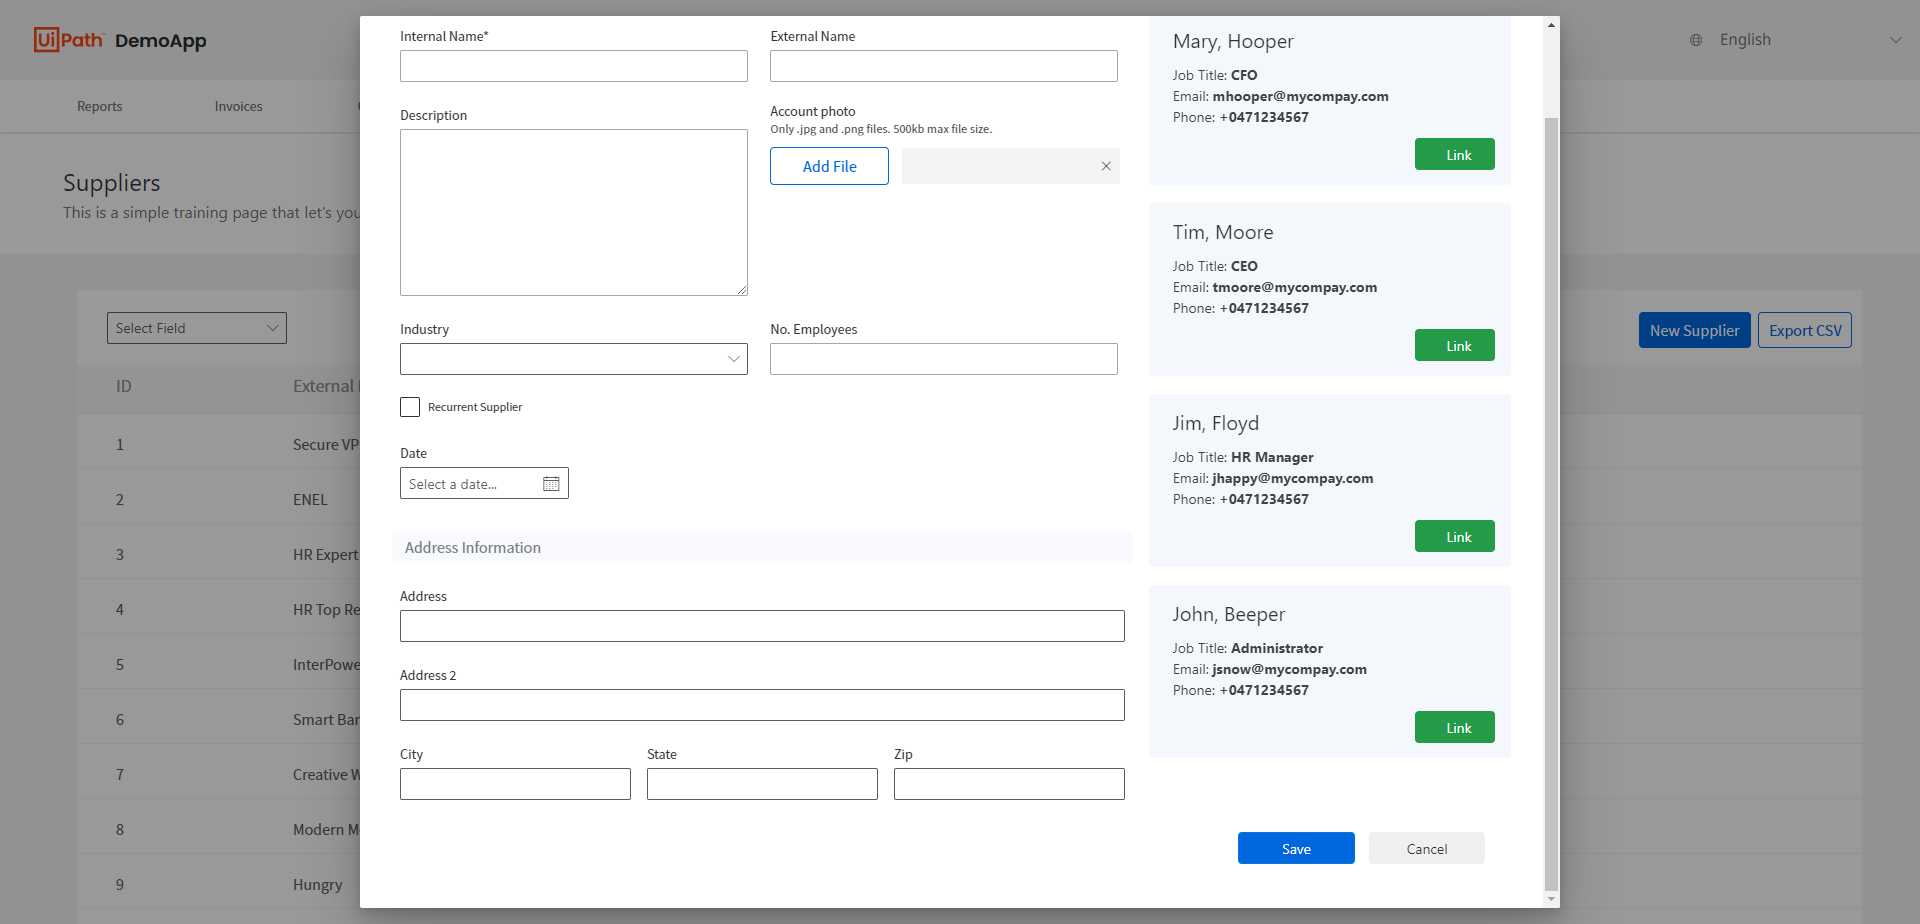 UiPath DemoApp
English
Reports
Invoices
Suppliers
This is a simple training page that let's you
Select Field
New Supplier
Export CSV
ID
External
1
Secure VP
2
ENEL
3
HR Expert
4
HR Top Re
5
InterPowe
6
Smart Bar
7
Creative W
8
Modern M
9
Hungry
Internal Name*
External Name
Description
Account photo
Only .jpg and .png files. 500kb max file size.
Add File
Industry
No. Employees
Recurrent Supplier
Date
Select a date...
Address Information
Address
Address 2
City
State
Zip
Mary, Hooper
Job Title: CFO
Email: mhooper@mycompay.com
Phone: +0471234567
Link
Tim, Moore
Job Title: CEO
Email: tmoore@mycompay.com
Phone: +0471234567
Link
Jim, Floyd
Job Title: HR Manager
Email: jhappy@mycompay.com
Phone: +0471234567
Link
John, Beeper
Job Title: Administrator
Email: jsnow@mycompay.com
Phone: +0471234567
Link
Save
Cancel